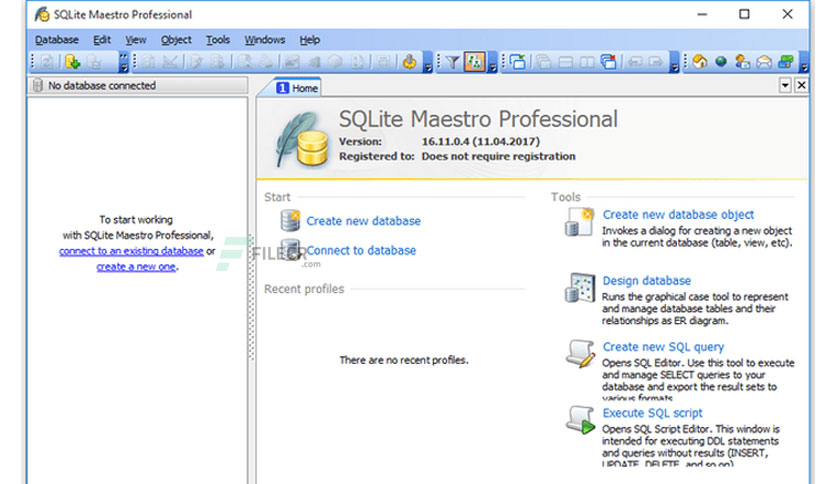 SQLite Maestro Professional
Database Edit View Object Tools Windows Help
No database connected
1 Home
SQLite Maestro Professional
Version: 16.11.0.4 (11.04.2017)
Registered to: Does not require registration
To start working
with SQLite Maestro Professional,
connect to an existing database or
create a new one.
FILECR
.com
Start
Create new database
Connect to database
Recent profiles
There are no recent profiles.
Tools
Create new database object
Invokes a dialog for creating a new object
in the current database (table, view, etc).
Design database
Runs the graphical case tool to represent
and manage database tables and their
relationships as ER diagram.
Create new SQL query
Opens SQL Editor. Use this tool to execute
and manage SELECT queries to your
database and export the result sets to
various formats.
Execute SQL script
Opens SQL Script Editor. This window is
intended for executing DDL statements
and queries without results (INSERT,
UPDATE, DELETE, and so on).